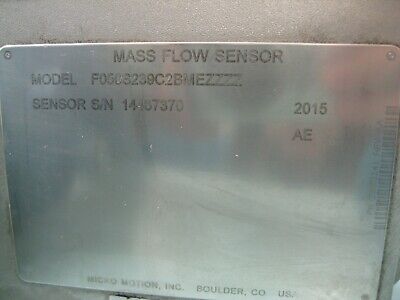 MASS FLOW SENSOR
MODEL F050S239C2BMEZZZZ
SENSOR S/N 14467370 2015
AE
MICRO MOTION, INC. BOULDER, CO USA